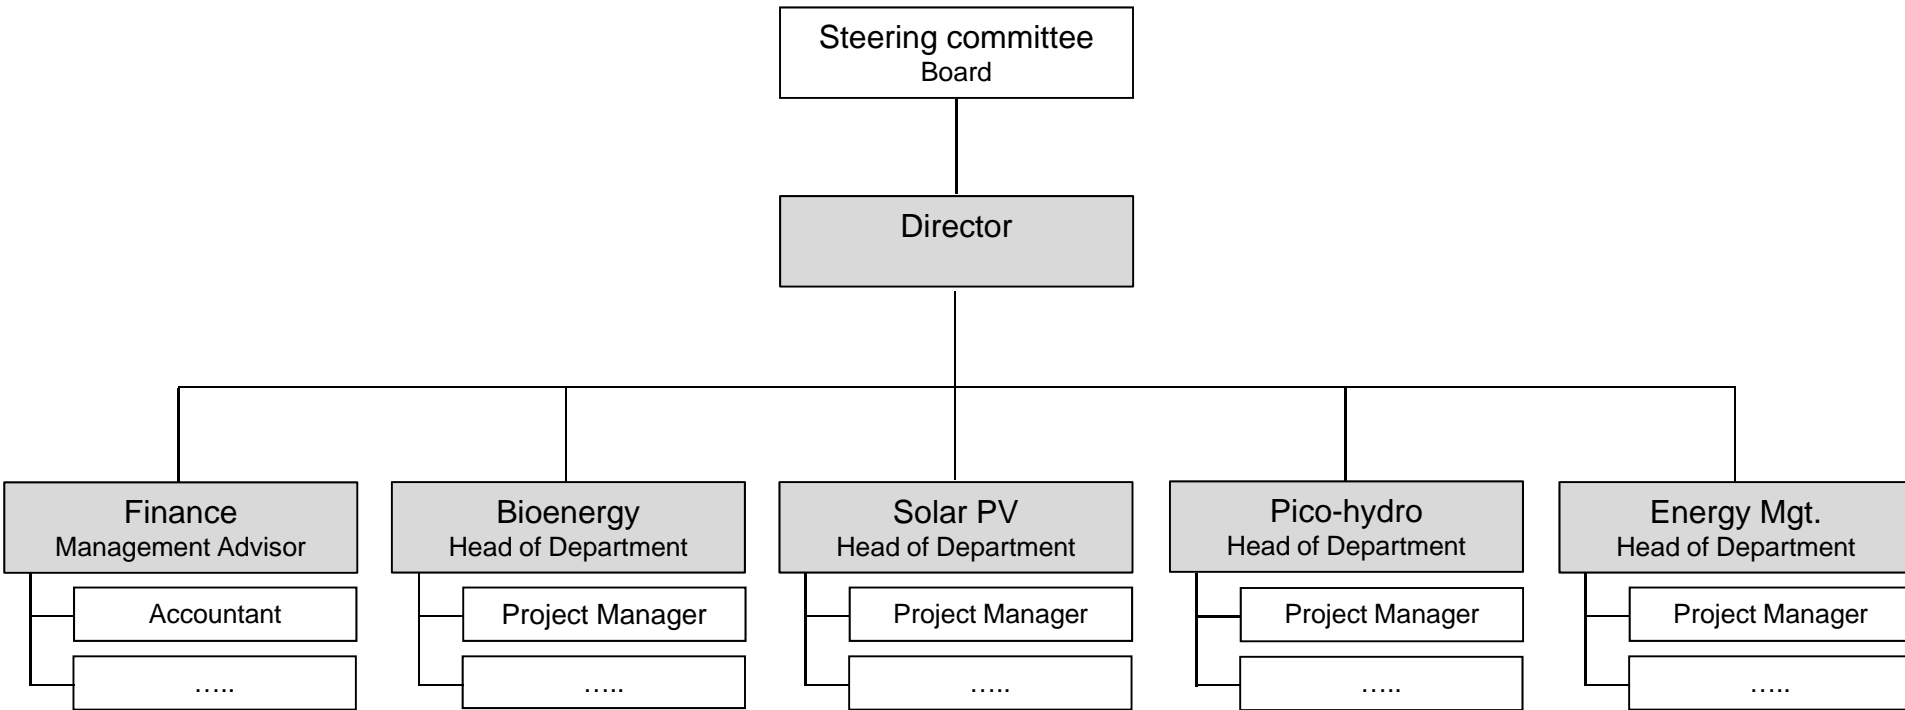 Steering committee
Board
Director
Finance
Management Advisor
Accountant
…..
Bioenergy
Head of Department
Project Manager
…..
Solar PV
Head of Department
Project Manager
…..
Pico-hydro
Head of Department
Project Manager
…..
Energy Mgt.
Head of Department
Project Manager
…..